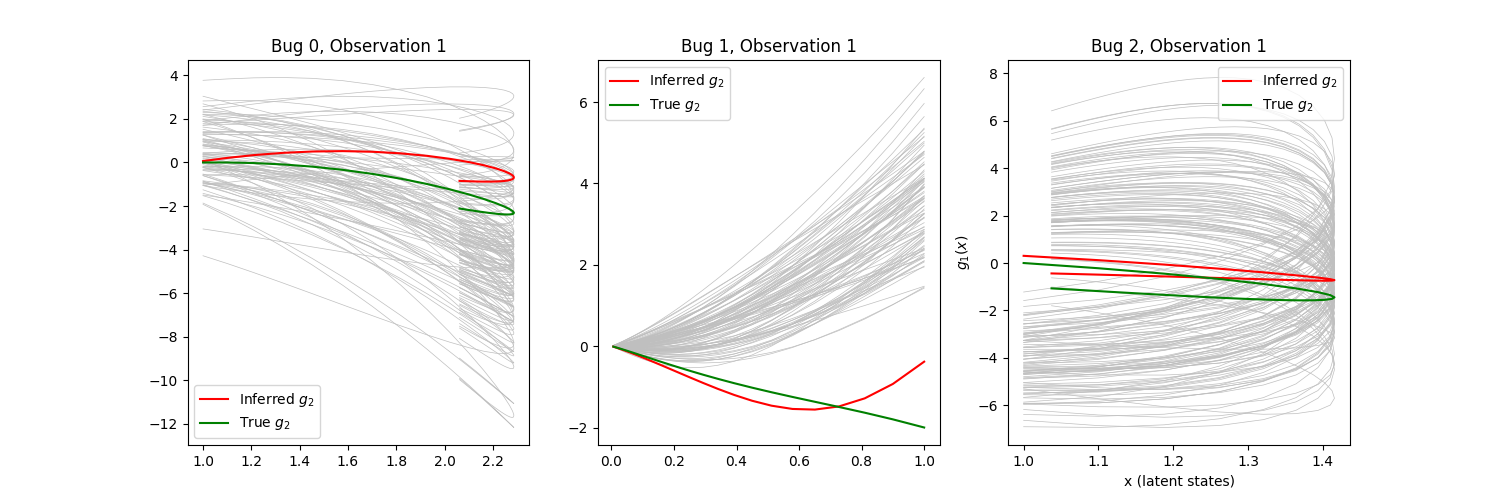 Bug 0, Observation 1
4
2
0
−2
−4
−6
−8
−10
−12
Inferred g₂
True g₂
1.0 1.2 1.4 1.6 1.8 2.0 2.2
Bug 1, Observation 1
Inferred g₂
True g₂
6
4
2
0
−2
0.0 0.2 0.4 0.6 0.8 1.0
Bug 2, Observation 1
Inferred g₂
True g₂
8
6
4
2
0
−2
−4
−6
g₁(x)
1.0 1.1 1.2 1.3 1.4
x (latent states)